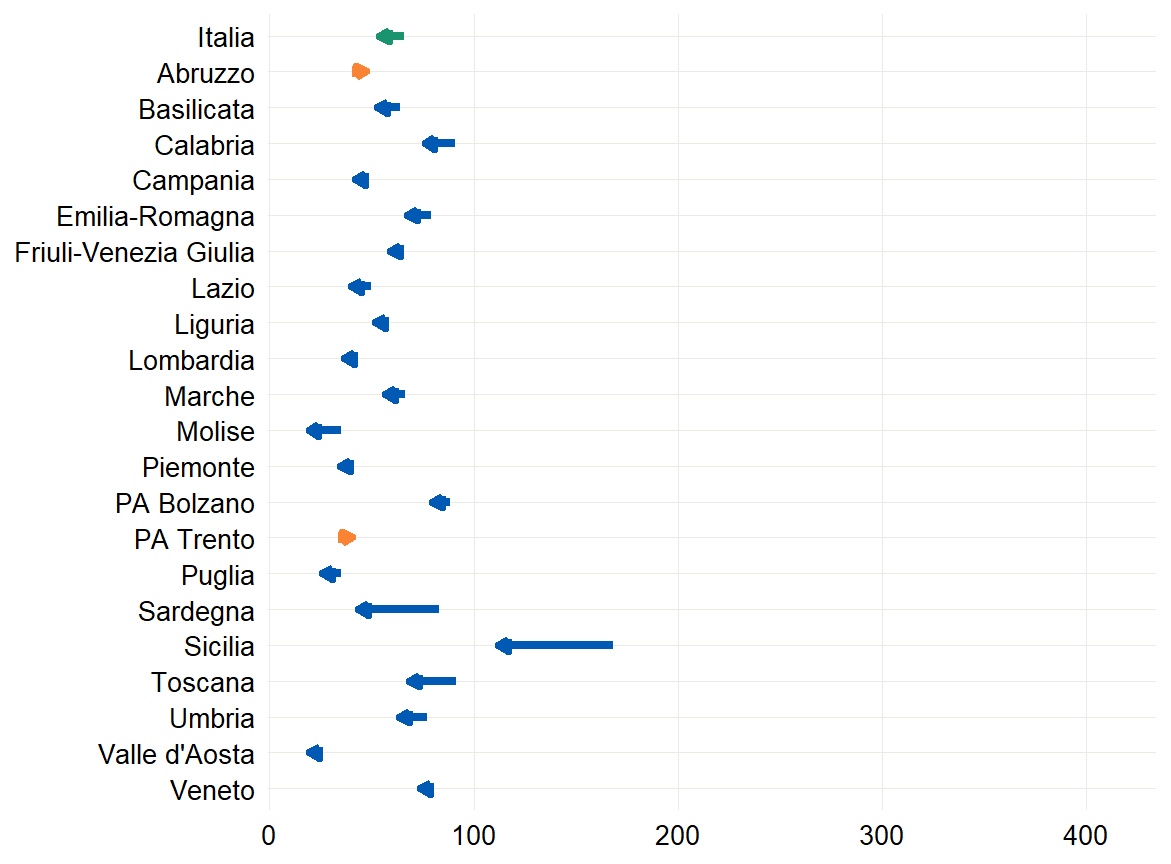 Italia
Abruzzo
Basilicata
Calabria
Campania
Emilia-Romagna
Friuli-Venezia Giulia
Lazio
Liguria
Lombardia
Marche
Molise
Piemonte
PA Bolzano
PA Trento
Puglia
Sardegna
Sicilia
Toscana
Umbria
Valle d'Aosta
Veneto
0 100 200 300 400